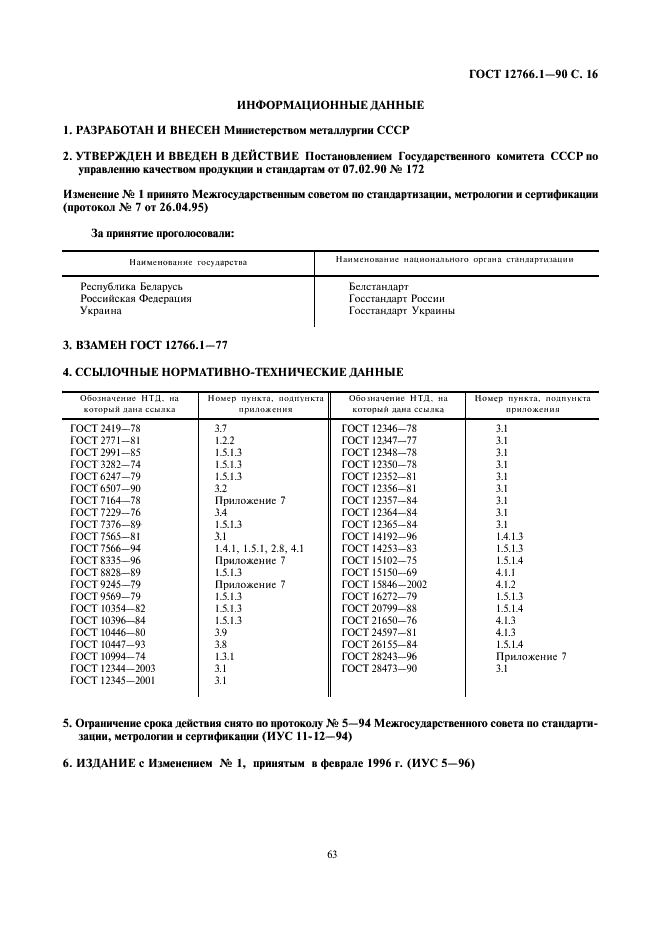 ГОСТ 12766.1—90 С. 16
ИНФОРМАЦИОННЫЕ ДАННЫЕ
1. РАЗРАБОТАН И ВНЕСЕН Министерством металлургии СССР
2. УТВЕРЖДЕН И ВВЕДЕН В ДЕЙСТВИЕ Постановлением Государственного комитета СССР по
управлению качеством продукции и стандартам от 07.02.90 № 172
Изменение № 1 принято Межгосударственным советом по стандартизации, метрологии и сертификации
(протокол № 7 от 26.04.95)
За принятие проголосовали:
Наименование государства Наименование национального органа стандартизации
Республика Беларусь Белстандарт
Российская Федерация Госстандарт России
Украина Госстандарт Украины
3. ВЗАМЕН ГОСТ 12766.1—77
4. ССЫЛОЧНЫЕ НОРМАТИВНО-ТЕХНИЧЕСКИЕ ДАННЫЕ
Обозначение НТД, на Номер пункта, подпункта Обозначение НТД, на Номер пункта, подпункта
который дана ссылка приложения который дана ссылка приложения
ГОСТ 2419—78 3.7 ГОСТ 12346—78 3.1
ГОСТ 2771—81 1.2.2 ГОСТ 12347—77 3.1
ГОСТ 2991—85 1.5.1.3 ГОСТ 12348—78 3.1
ГОСТ 3282—74 1.5.1.3 ГОСТ 12350—78 3.1
ГОСТ 6247—79 1.5.1.3 ГОСТ 12352—81 3.1
ГОСТ 6507—90 3.2 ГОСТ 12356—81 3.1
ГОСТ 7164—78 Приложение 7 ГОСТ 12357—84 3.1
ГОСТ 7229—76 3.4 ГОСТ 12364—84 3.1
ГОСТ 7376—89 1.5.1.3 ГОСТ 12365—84 3.1
ГОСТ 7565—81 3.1 ГОСТ 14192—96 1.4.1.3
ГОСТ 7566—94 1.4.1, 1.5.1, 2.8, 4.1 ГОСТ 14253—83 1.5.1.3
ГОСТ 8335—96 Приложение 7 ГОСТ 15102—75 1.5.1.4
ГОСТ 8828—89 1.5.1.3 ГОСТ 15150—69 4.1.1
ГОСТ 9245—79 Приложение 7 ГОСТ 15846—2002 4.1.2
ГОСТ 9569—79 1.5.1.3 ГОСТ 16272—79 1.5.1.3
ГОСТ 10354—82 1.5.1.3 ГОСТ 20799—88 1.5.1.4
ГОСТ 10396—84 1.5.1.3 ГОСТ 21650—76 4.1.3
ГОСТ 10446—80 3.9 ГОСТ 24597—81 4.1.3
ГОСТ 10447—93 3.8 ГОСТ 26155—84 1.5.1.4
ГОСТ 10994—74 1.3.1 ГОСТ 28243—96 Приложение 7
ГОСТ 12344—2003 3.1 ГОСТ 28473—90 3.1
ГОСТ 12345—2001 3.1
5. Ограничение срока действия снято по протоколу № 5—94 Межгосударственного совета по стандарти-
зации, метрологии и сертификации (ИУС 11-12—94)
6. ИЗДАНИЕ с Изменением № 1, принятым в феврале 1996 г. (ИУС 5—96)
63